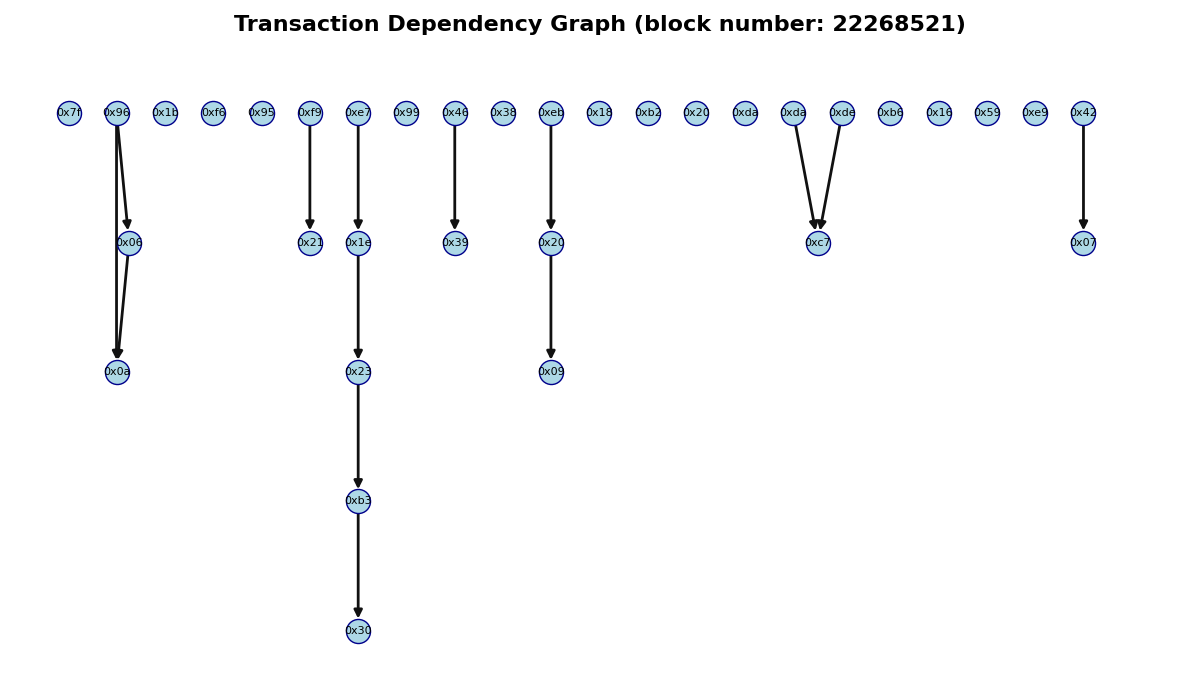 Transaction Dependency Graph (block number: 22268521)
0x7f 0x96 0x1b 0xf6 0x95 0xf9 0xe7 0x99 0x46 0x38 0xeb 0x18 0xb2 0x20 0xda 0xda 0xde 0xb6 0x16 0x59 0xe9 0x42
0x06 0x21 0x1e 0x39 0x20 0xc7 0x07
0x0a 0x23 0x09
0xb3
0x30